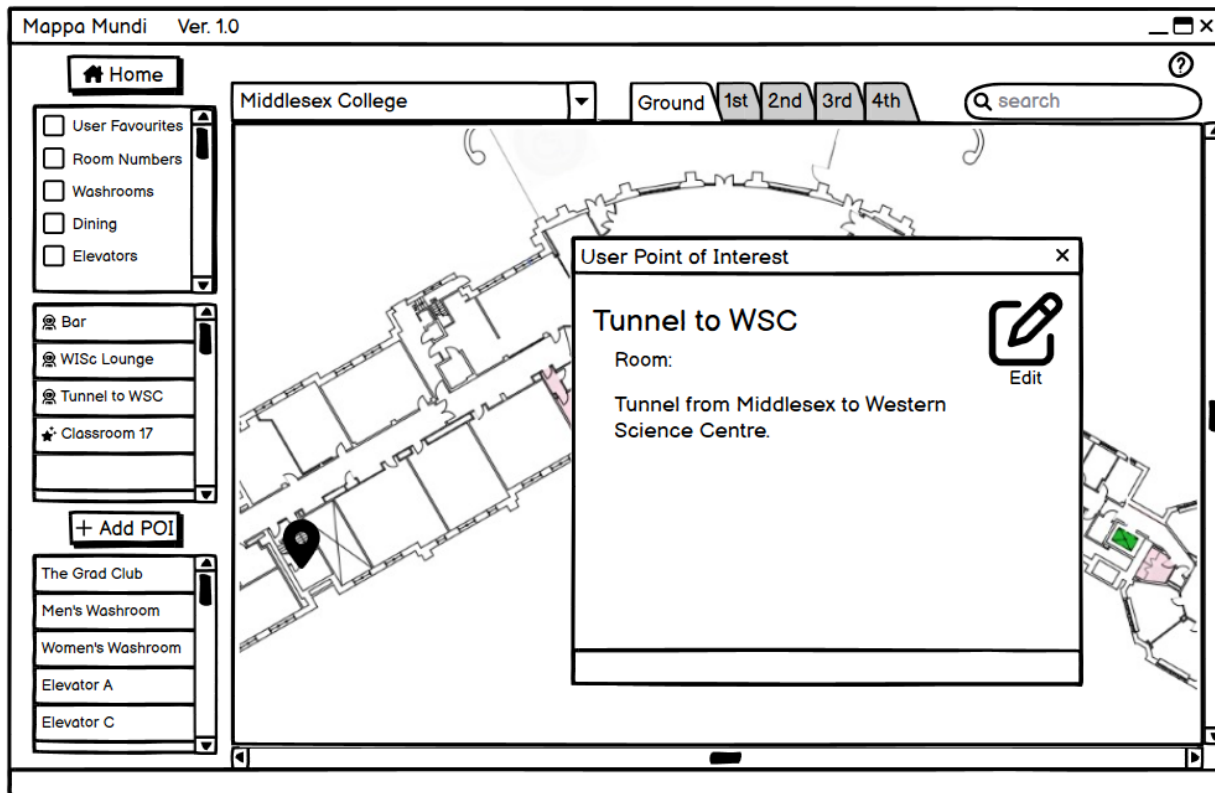 Mappa Mundi Ver. 1.0
Home
Middlesex College
Ground 1st 2nd 3rd 4th
search
User Favourites
Room Numbers
Washrooms
Dining
Elevators
Bar
WISc Lounge
Tunnel to WSC
Classroom 17
+ Add POI
The Grad Club
Men's Washroom
Women's Washroom
Elevator A
Elevator C
User Point of Interest
Tunnel to WSC
Room:
Edit
Tunnel from Middlesex to Western
Science Centre.